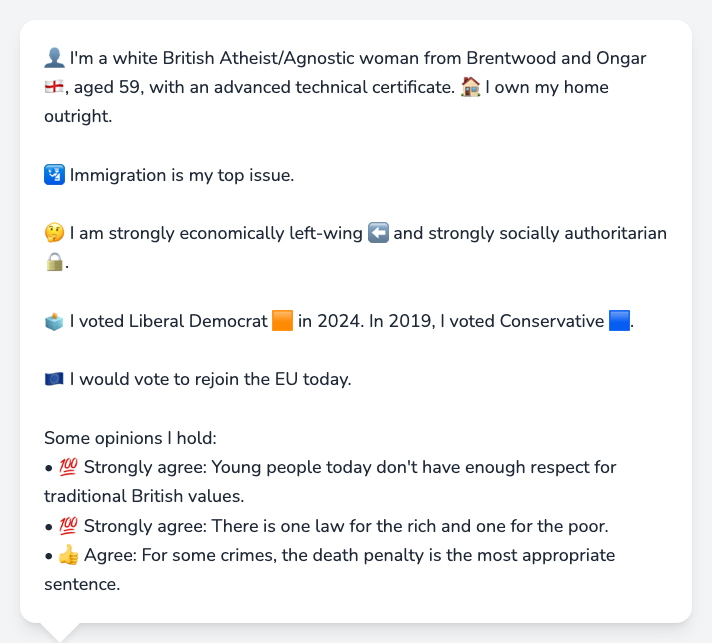 👤 I'm a white British Atheist/Agnostic woman from Brentwood and Ongar
🏴󠁧󠁢󠁥󠁮󠁧󠁿, aged 59, with an advanced technical certificate. 🏠 I own my home
outright.
🛂 Immigration is my top issue.
🤔 I am strongly economically left-wing ⬅️ and strongly socially authoritarian
🔒.
🗳️ I voted Liberal Democrat 🟧 in 2024. In 2019, I voted Conservative 🟦.
🇪🇺 I would vote to rejoin the EU today.
Some opinions I hold:
• 💯 Strongly agree: Young people today don't have enough respect for
traditional British values.
• 💯 Strongly agree: There is one law for the rich and one for the poor.
• 👍 Agree: For some crimes, the death penalty is the most appropriate
sentence.